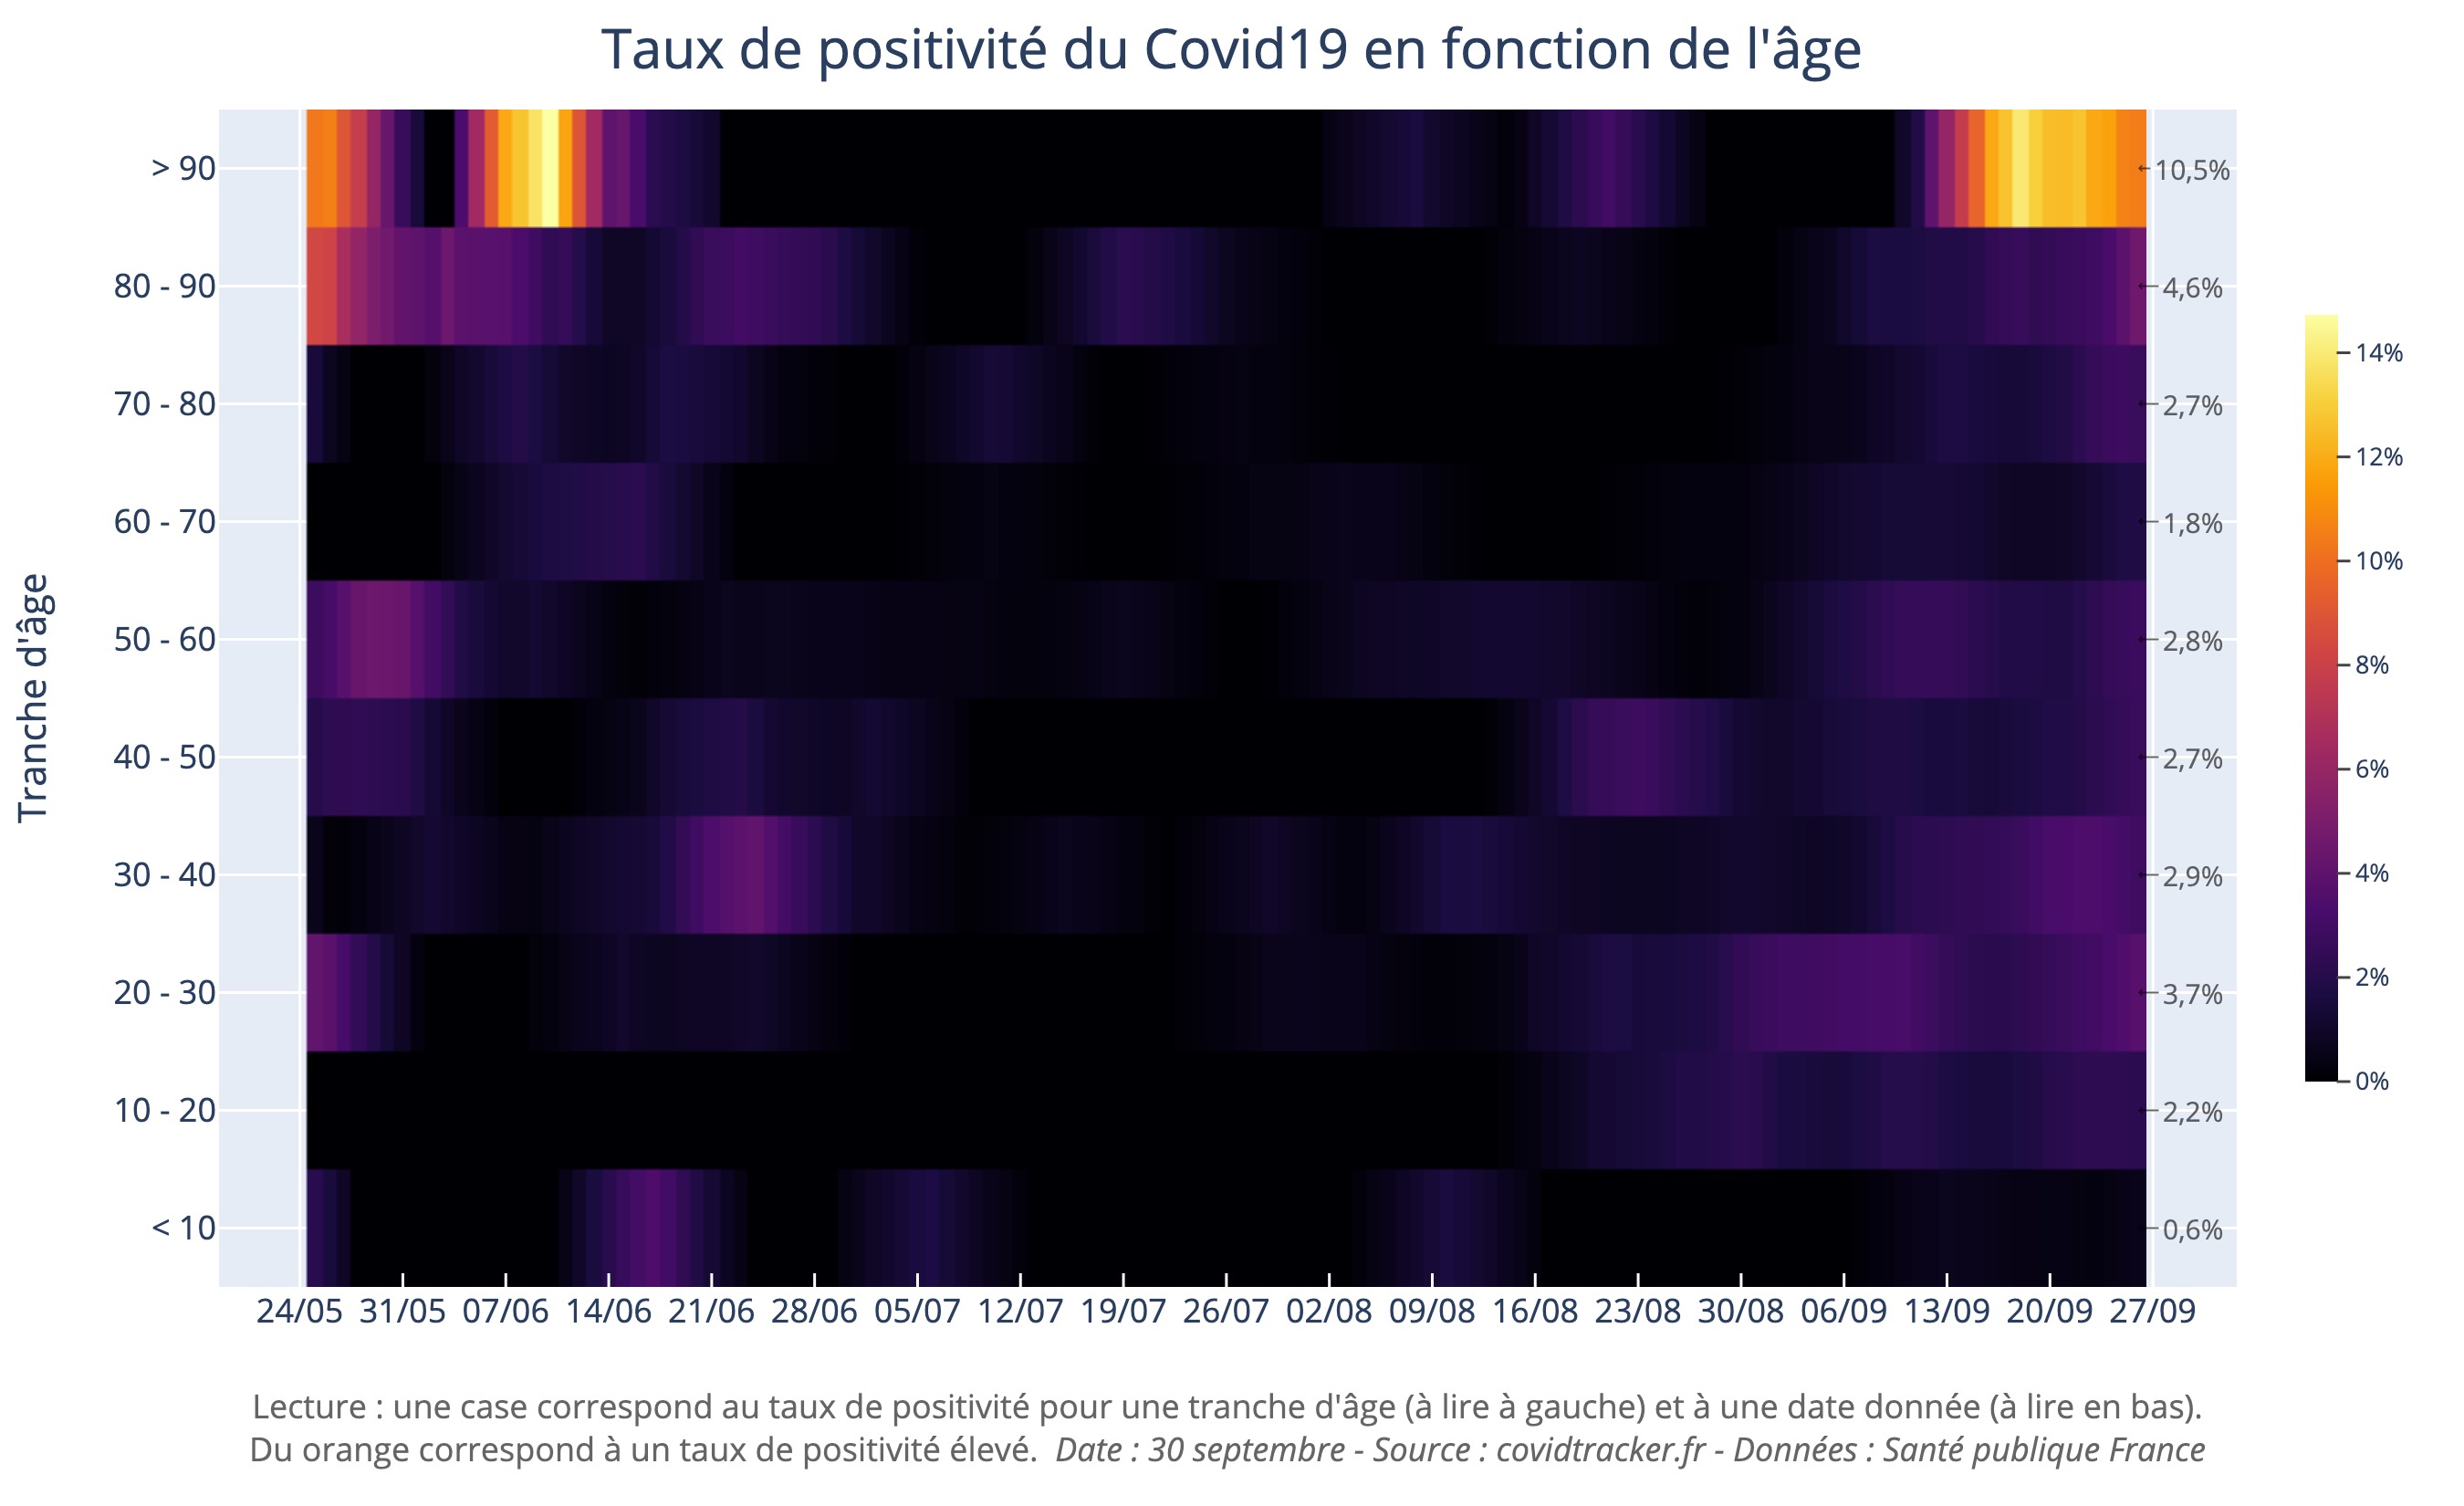 Taux de positivité du Covid19 en fonction de l'âge
Tranche d'âge
> 90
80 - 90
70 - 80
60 - 70
50 - 60
40 - 50
30 - 40
20 - 30
10 - 20
< 10
10,5%
4,6%
2,7%
1,8%
2,8%
2,7%
2,9%
3,7%
2,2%
0,6%
14%
12%
10%
8%
6%
4%
2%
0%
24/05 31/05 07/06 14/06 21/06 28/06 05/07 12/07 19/07 26/07 02/08 09/08 16/08 23/08 30/08 06/09 13/09 20/09 27/09
Lecture : une case correspond au taux de positivité pour une tranche d'âge (à lire à gauche) et à une date donnée (à lire en bas).
Du orange correspond à un taux de positivité élevé. Date : 30 septembre - Source : covidtracker.fr - Données : Santé publique France